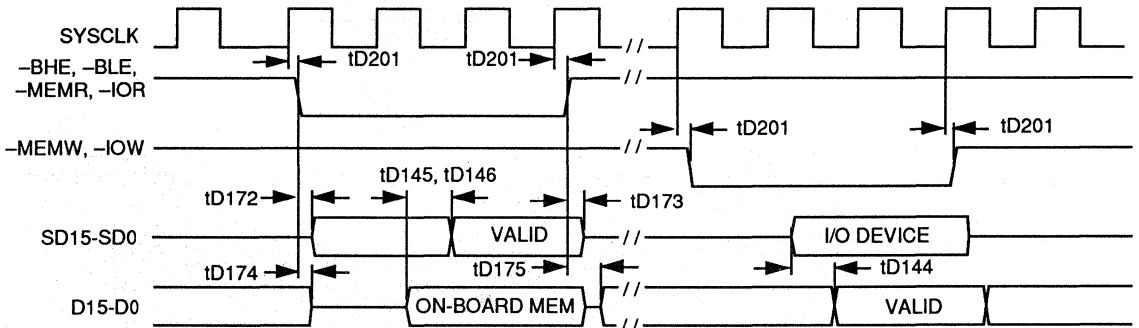 SYSCLK
tD201
tD201
–BHE, –BLE,
–MEMR, –IOR
tD201
tD201
–MEMW, –IOW
tD145, tD146
tD172
tD173
SD15-SD0
VALID
I/O DEVICE
tD174
tD175
tD144
D15-D0
ON-BOARD MEM
VALID